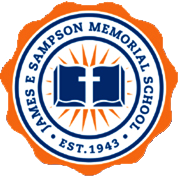 JAMES E SAMPSON MEMORIAL SCHOOL
• EST.1943 •